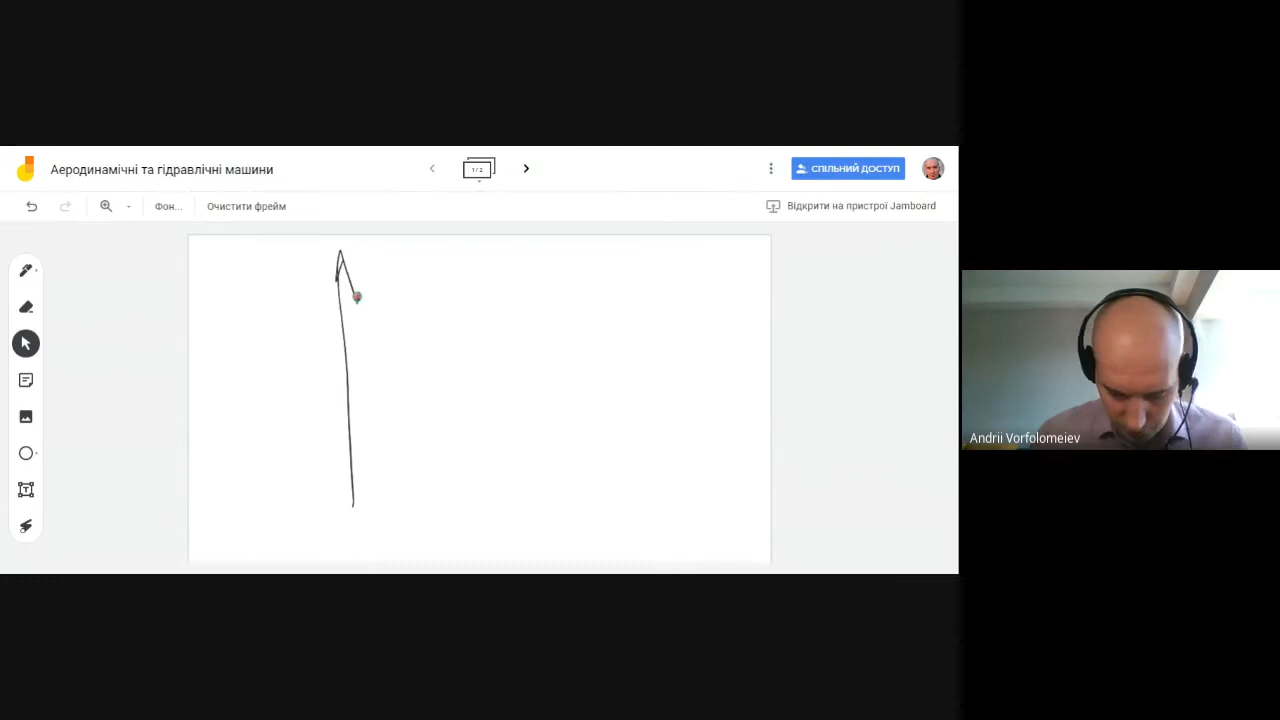 Аеродинамічні та гідравлічні машини
1 / 2
СПІЛЬНИЙ ДОСТУП
Фон...
Очистити фрейм
Відкрити на пристрої Jamboard
Andrii Vorfolomeiev